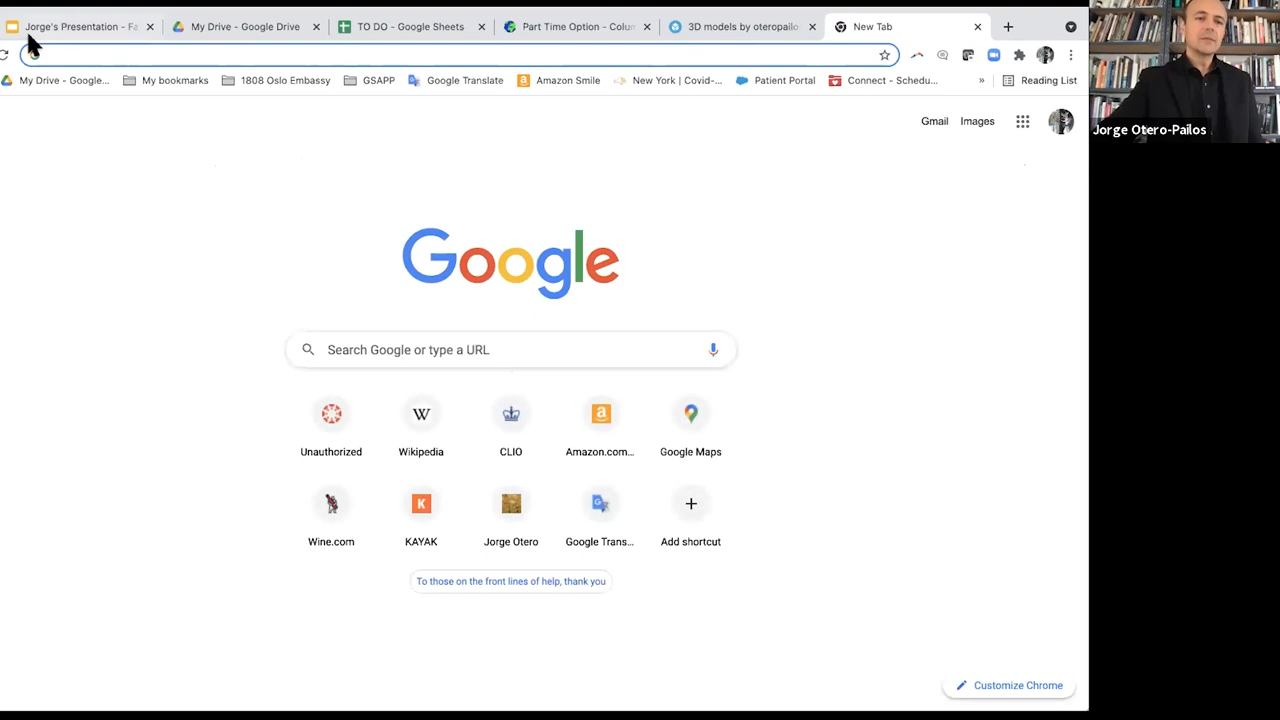 Jorge's Presentation - Fa
My Drive - Google Drive
TO DO - Google Sheets
Part Time Option - Colum
3D models by oteropailo
New Tab
My Drive - Google...
My bookmarks
1808 Oslo Embassy
GSAPP
Google Translate
Amazon Smile
New York | Covid-...
Patient Portal
Connect - Schedu...
»
Reading List
Jorge Otero-Pailos
Gmail
Images
Google
Search Google or type a URL
W
a
Unauthorized
Wikipedia
CLIO
Amazon.com...
Google Maps
K
Wine.com
KAYAK
Jorge Otero
Google Trans...
Add shortcut
To those on the front lines of help, thank you
Customize Chrome